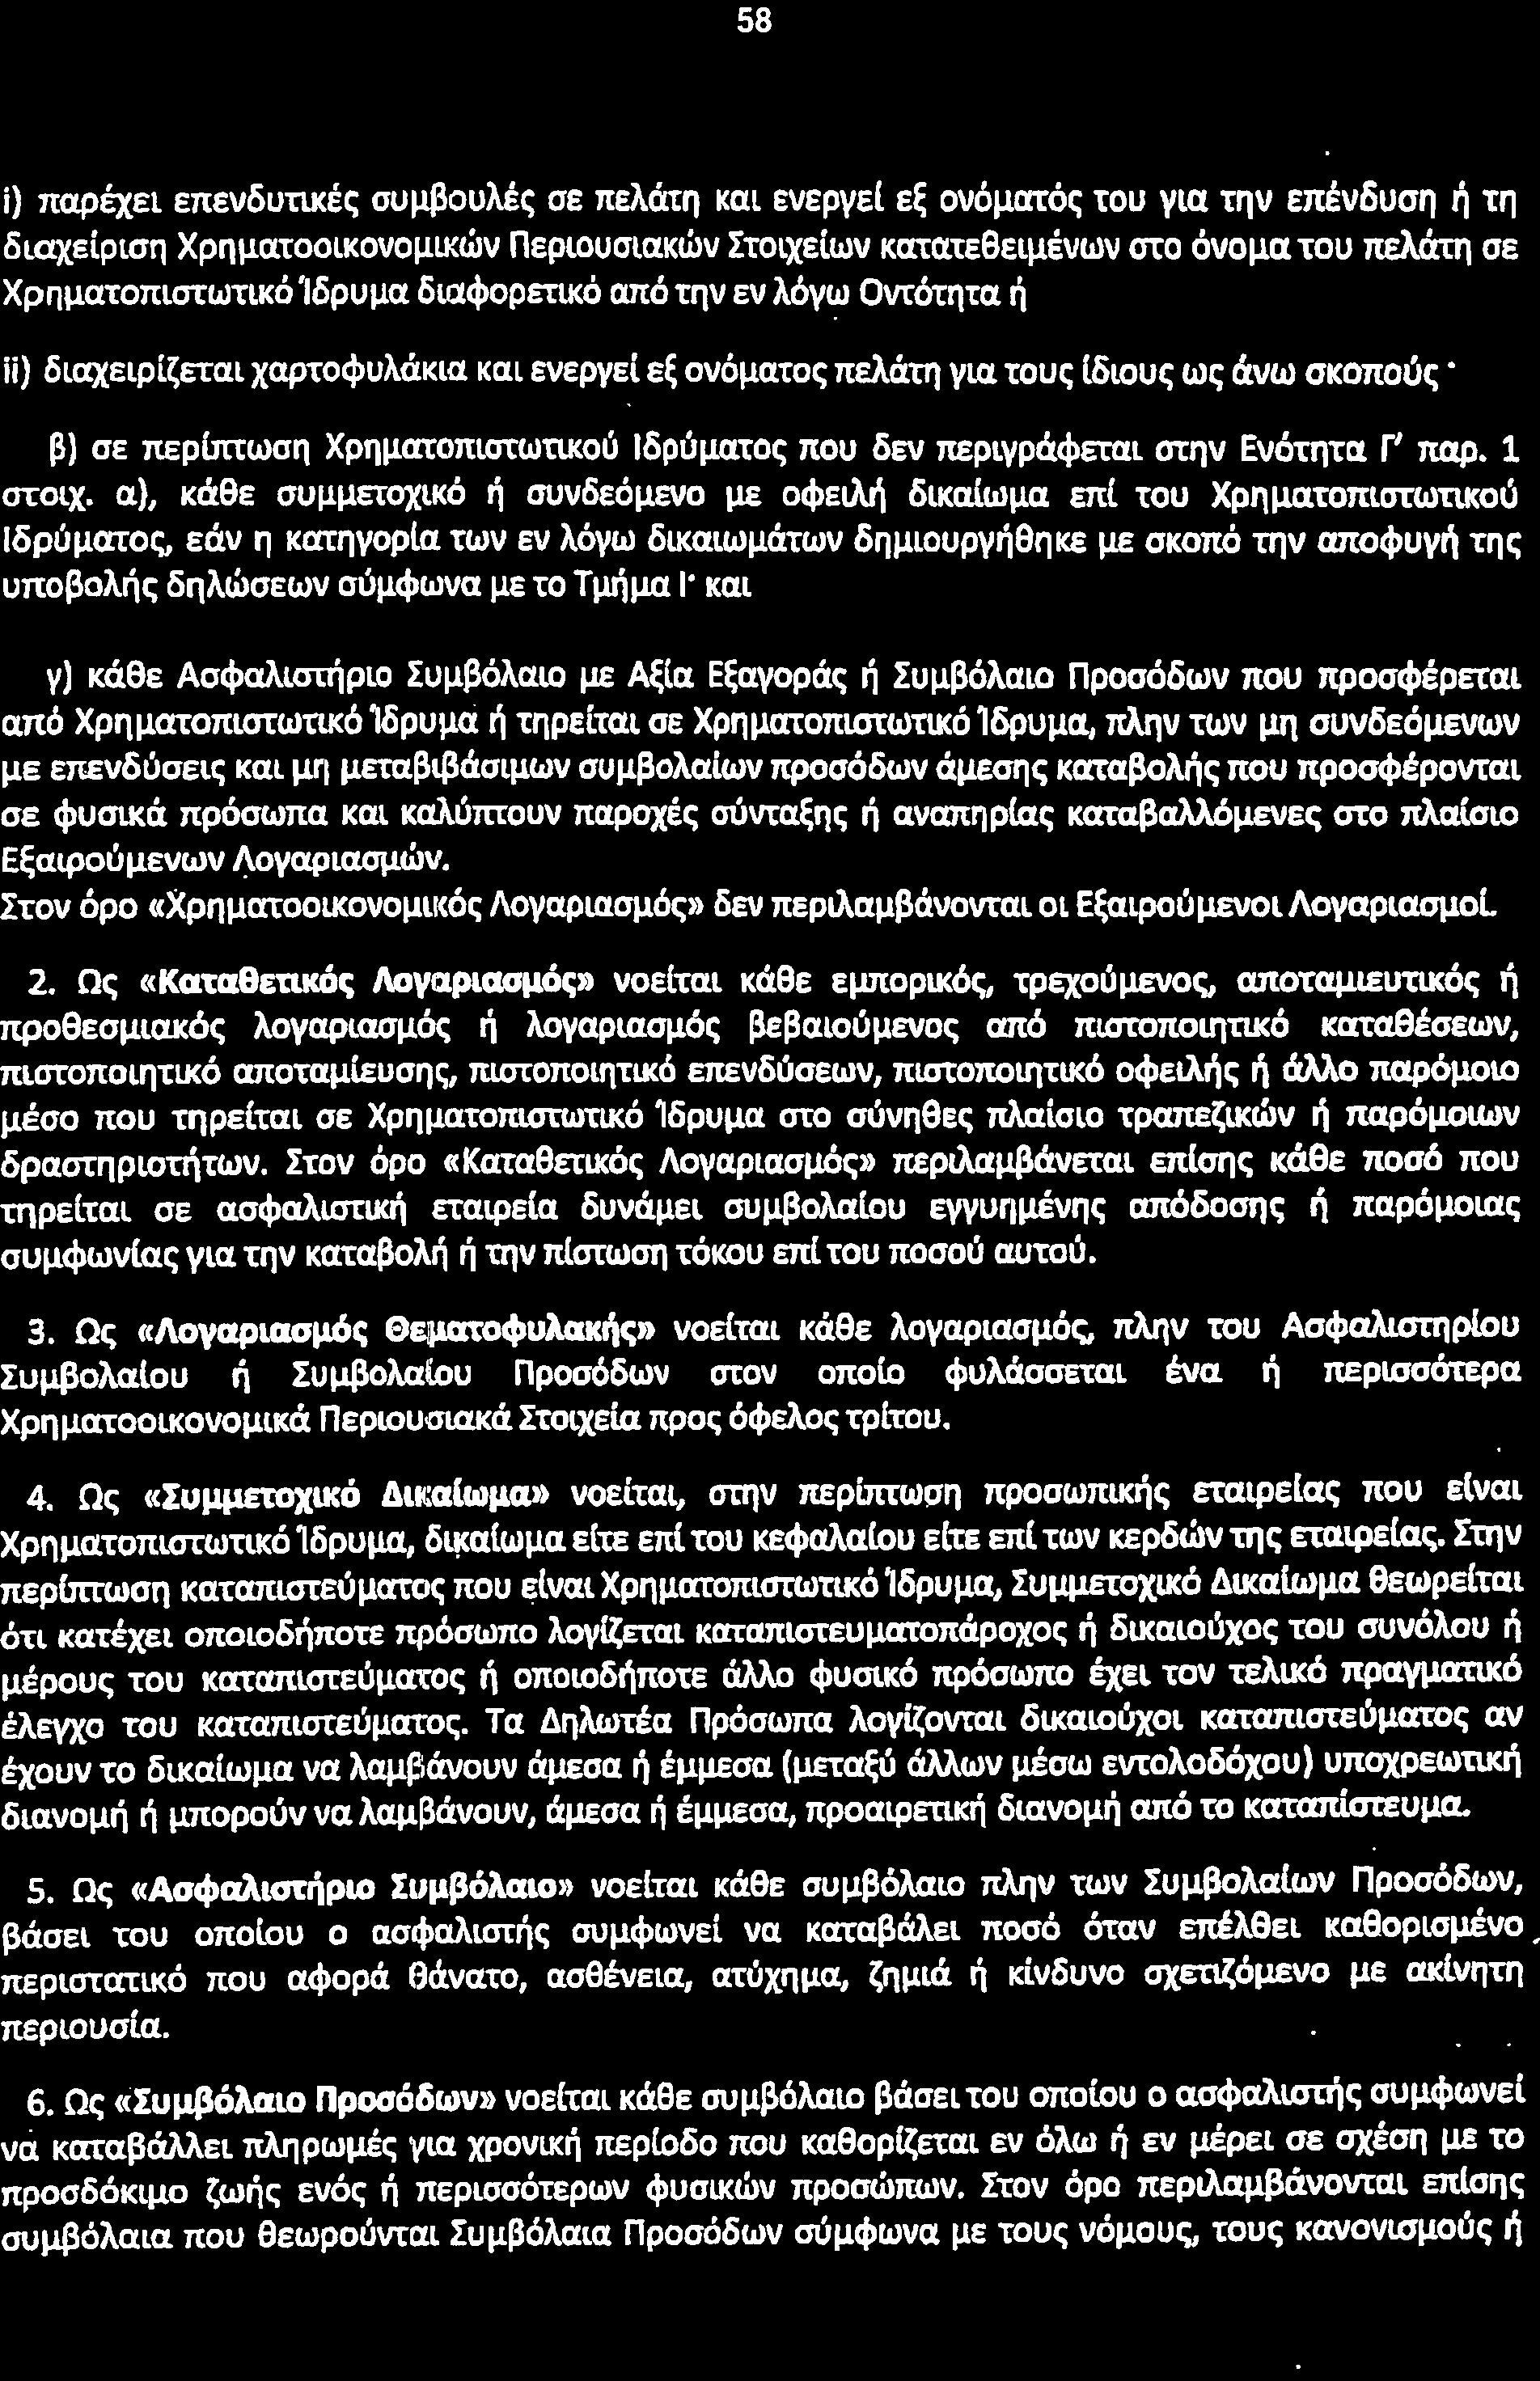 58
i) παρέχει επενδυτικές συμβουλές σε πελάτη και ενεργεί εξ ονόματός του για την επένδυση ή τη
διαχείριση Χρηματοοικονομικών Περιουσιακών Στοιχείων κατατεθειμένων στο όνομα του πελάτη σε
Χρηματοπιστωτικό Ίδρυμα διαφορετικό από την εν λόγω Οντότητα ή
ii) διαχειρίζεται χαρτοφυλάκια και ενεργεί εξ ονόματος πελάτη για τους ίδιους ως άνω σκοπούς ·
β) σε περίπτωση Χρηματοπιστωτικού Ιδρύματος που δεν περιγράφεται στην Ενότητα Γ' παρ. 1
στοιχ. α), κάθε συμμετοχικό ή συνδεόμενο με οφειλή δικαίωμα επί του Χρηματοπιστωτικού
Ιδρύματος, εάν η κατηγορία των εν λόγω δικαιωμάτων δημιουργήθηκε με σκοπό την αποφυγή της
υποβολής δηλώσεων σύμφωνα με το Τμήμα Ι· και
γ) κάθε Ασφαλιστήριο Συμβόλαιο με Αξία Εξαγοράς ή Συμβόλαιο Προσόδων που προσφέρεται
από Χρηματοπιστωτικό Ίδρυμα ή τηρείται σε Χρηματοπιστωτικό Ίδρυμα, πλην των μη συνδεόμενων
με επενδύσεις και μη μεταβιβάσιμων συμβολαίων προσόδων άμεσης καταβολής που προσφέρονται
σε φυσικά πρόσωπα και καλύπτουν παροχές σύνταξης ή αναπηρίας καταβαλλόμενες στο πλαίσιο
Εξαιρούμενων Λογαριασμών.
Στον όρο «Χρηματοοικονομικός Λογαριασμός» δεν περιλαμβάνονται οι Εξαιρούμενοι Λογαριασμοί.
2. Ως «Καταθετικός Λογαριασμός» νοείται κάθε εμπορικός, τρεχούμενος, αποταμιευτικός ή
προθεσμιακός λογαριασμός ή λογαριασμός βεβαιούμενος από πιστοποιητικό καταθέσεων,
πιστοποιητικό αποταμίευσης, πιστοποιητικό επενδύσεων, πιστοποιητικό οφειλής ή άλλο παρόμοιο
μέσο που τηρείται σε Χρηματοπιστωτικό Ίδρυμα στο σύνηθες πλαίσιο τραπεζικών ή παρόμοιων
δραστηριοτήτων. Στον όρο «Καταθετικός Λογαριασμός» περιλαμβάνεται επίσης κάθε ποσό που
τηρείται σε ασφαλιστική εταιρεία δυνάμει συμβολαίου εγγυημένης απόδοσης ή παρόμοιας
συμφωνίας για την καταβολή ή την πίστωση τόκου επί του ποσού αυτού.
3. Ως «Λογαριασμός Θεματοφυλακής» νοείται κάθε λογαριασμός, πλην του Ασφαλιστηρίου
Συμβολαίου ή Συμβολαίου Προσόδων στον οποίο φυλάσσεται ένα ή περισσότερα
Χρηματοοικονομικά Περιουσιακά Στοιχεία προς όφελος τρίτου.
4. Ως «Συμμετοχικό Δικαίωμα» νοείται, στην περίπτωση προσωπικής εταιρείας που είναι
Χρηματοπιστωτικό Ίδρυμα, δικαίωμα είτε επί του κεφαλαίου είτε επί των κερδών της εταιρείας. Στην
περίπτωση καταπιστεύματος που είναι Χρηματοπιστωτικό Ίδρυμα, Συμμετοχικό Δικαίωμα θεωρείται
ότι κατέχει οποιοδήποτε πρόσωπο λογίζεται καταπιστευματοπάροχος ή δικαιούχος του συνόλου ή
μέρους του καταπιστεύματος ή οποιοδήποτε άλλο φυσικό πρόσωπο έχει τον τελικό πραγματικό
έλεγχο του καταπιστεύματος. Τα Δηλωτέα Πρόσωπα λογίζονται δικαιούχοι καταπιστεύματος αν
έχουν το δικαίωμα να λαμβάνουν άμεσα ή έμμεσα (μεταξύ άλλων μέσω εντολοδόχου) υποχρεωτική
διανομή ή μπορούν να λαμβάνουν, άμεσα ή έμμεσα, προαιρετική διανομή από το καταπίστευμα.
5. Ως «Ασφαλιστήριο Συμβόλαιο» νοείται κάθε συμβόλαιο πλην των Συμβολαίων Προσόδων,
βάσει του οποίου ο ασφαλιστής συμφωνεί να καταβάλει ποσό όταν επέλθει καθορισμένο
περιστατικό που αφορά θάνατο, ασθένεια, ατύχημα, ζημιά ή κίνδυνο σχετιζόμενο με ακίνητη
περιουσία.
6. Ως «Συμβόλαιο Προσόδων» νοείται κάθε συμβόλαιο βάσει του οποίου ο ασφαλιστής συμφωνεί
να καταβάλλει πληρωμές για χρονική περίοδο που καθορίζεται εν όλω ή εν μέρει σε σχέση με το
προσδόκιμο ζωής ενός ή περισσότερων φυσικών προσώπων. Στον όρο περιλαμβάνονται επίσης
συμβόλαια που θεωρούνται Συμβόλαια Προσόδων σύμφωνα με τους νόμους, τους κανονισμούς ή